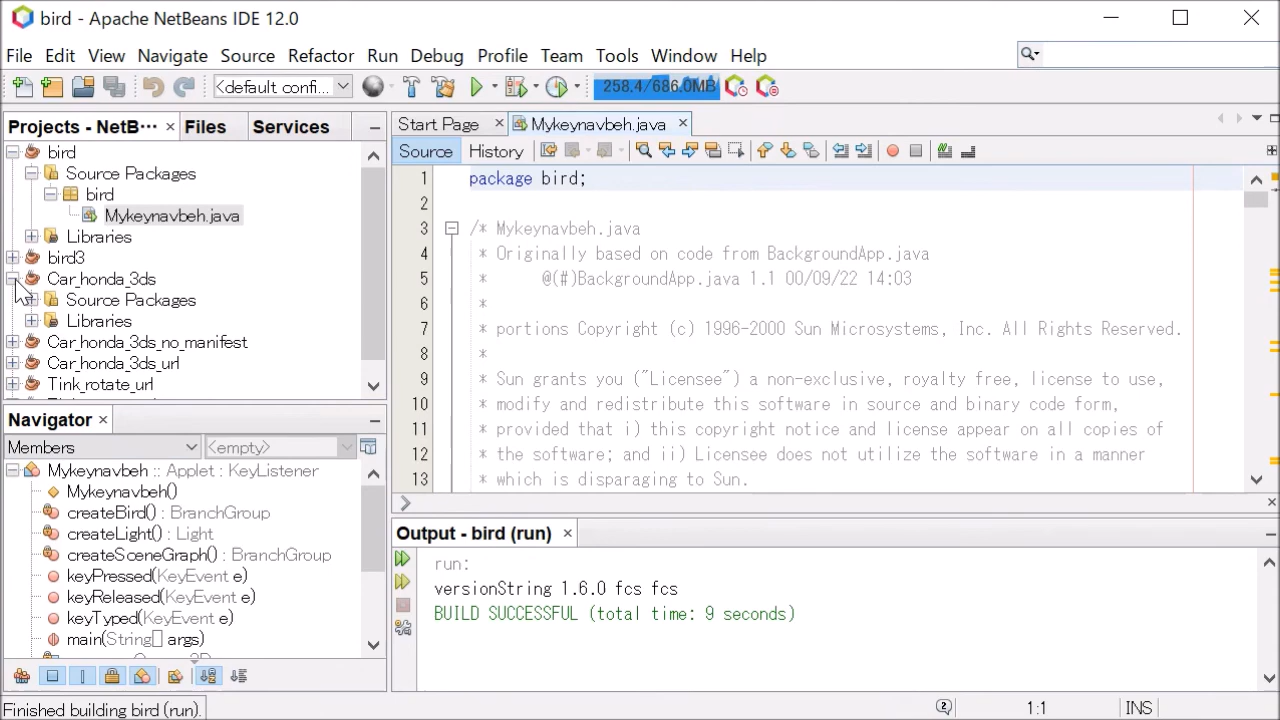 bird - Apache NetBeans IDE 12.0
File Edit View Navigate Source Refactor Run Debug Profile Team Tools Window Help
<default confi... 258.4/686.0MB
Projects - NetB··· × Files Services
Start Page × Mykeynavbeh.java ×
Source History
bird
Source Packages
bird
Mykeynavbeh.java
Libraries
bird3
Car_honda_3ds
Source Packages
Libraries
Car_honda_3ds_no_manifest
Car_honda_3ds_url
Tink_rotate_url
1 package bird;
2
3 /* Mykeynavbeh.java
4 * Originally based on code from BackgroundApp.java
5 * @(#)BackgroundApp.java 1.1 00/09/22 14:03
6 *
7 * portions Copyright (c) 1996-2000 Sun Microsystems, Inc. All Rights Reserved.
8 *
9 * Sun grants you ("Licensee") a non-exclusive, royalty free, license to use,
10 * modify and redistribute this software in source and binary code form,
11 * provided that i) this copyright notice and license appear on all copies of
12 * the software; and ii) Licensee does not utilize the software in a manner
13 * which is disparaging to Sun.
Navigator ×
Members <empty>
Mykeynavbeh :: Applet : KeyListener
Mykeynavbeh()
createBird() : BranchGroup
createLight() : Light
createSceneGraph() : BranchGroup
keyPressed(KeyEvent e)
keyReleased(KeyEvent e)
keyTyped(KeyEvent e)
main(String[] args)
Output - bird (run) ×
run:
versionString 1.6.0 fcs fcs
BUILD SUCCESSFUL (total time: 9 seconds)
Finished building bird (run).
2 1:1 INS